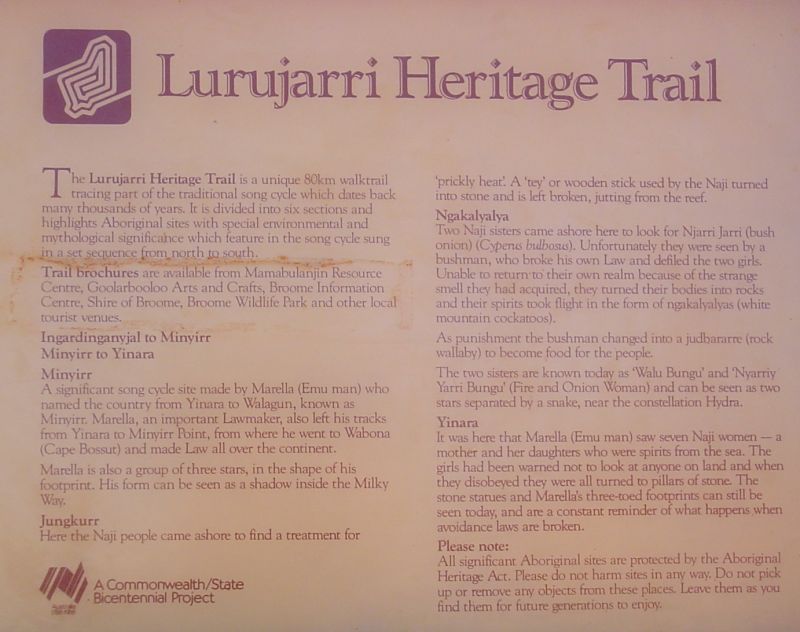 Lurujarri Heritage Trail
The Lurujarri Heritage Trail is a unique 80km walktrail
tracing part of the traditional song cycle which dates back
many thousands of years. It is divided into six sections and
highlights Aboriginal sites with special environmental and
mythological significance which feature in the song cycle sung
in a set sequence from north to south.
Trail brochures are available from Mamabulanjin Resource
Centre, Goolarbooloo Arts and Crafts, Broome Information
Centre, Shire of Broome, Broome Wildlife Park and other local
tourist venues.
Ingardinganyjal to Minyirr
Minyirr to Yinara
Minyirr
A significant song cycle site made by Marella (Emu man) who
named the country from Yinara to Walagun, known as
Minyirr. Marella, an important Lawmaker, also left his tracks
from Yinara to Minyirr Point, from where he went to Wabona
(Cape Bossut) and made Law all over the continent.
Marella is also a group of three stars, in the shape of his
footprint. His form can be seen as a shadow inside the Milky
Way.
Jungkurr
Here the Naji people came ashore to find a treatment for
'prickly heat'. A 'tey' or wooden stick used by the Naji turned
into stone and is left broken, jutting from the reef.
Ngakalyalya
Two Naji sisters came ashore here to look for Njarri Jarri (bush
onion) (Cyperus bulbosus). Unfortunately they were seen by a
bushman, who broke his own Law and defiled the two girls.
Unable to return to their own realm because of the strange
smell they had acquired, they turned their bodies into rocks
and their spirits took flight in the form of ngakalyalyas (white
mountain cockatoos).
As punishment the bushman changed into a judbararre (rock
wallaby) to become food for the people.
The two sisters are known today as 'Walu Bungu' and 'Nyarriy
Yarri Bungu' (Fire and Onion Woman) and can be seen as two
stars separated by a snake, near the constellation Hydra.
Yinara
It was here that Marella (Emu man) saw seven Naji women — a
mother and her daughters who were spirits from the sea. The
girls had been warned not to look at anyone on land and when
they disobeyed they were all turned to pillars of stone. The
stone statues and Marella's three-toed footprints can still be
seen today, and are a constant reminder of what happens when
avoidance laws are broken.
Please note:
All significant Aboriginal sites are protected by the Aboriginal
Heritage Act. Please do not harm sites in any way. Do not pick
up or remove any objects from these places. Leave them as you
find them for future generations to enjoy.
A Commonwealth/State
Bicentennial Project